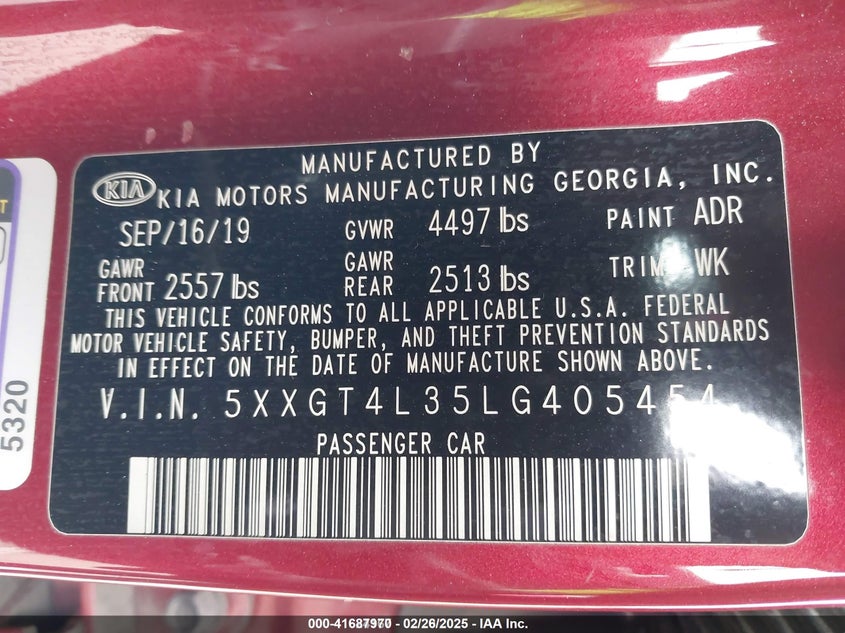 MANUFACTURED BY
KIA KIA MOTORS MANUFACTURING GEORGIA, INC.
SEP/16/19 GVWR 4497 lbs PAINT ADR
GAWR FRONT 2557 lbs GAWR REAR 2513 lbs TRIM WK
THIS VEHICLE CONFORMS TO ALL APPLICABLE U.S.A. FEDERAL
MOTOR VEHICLE SAFETY, BUMPER, AND THEFT PREVENTION STANDARDS
IN EFFECT ON THE DATE OF MANUFACTURE SHOWN ABOVE.
V.I.N. 5XXGT4L35LG405454
PASSENGER CAR
5320
000-41687970 - 02/26/2025 - IAA Inc.